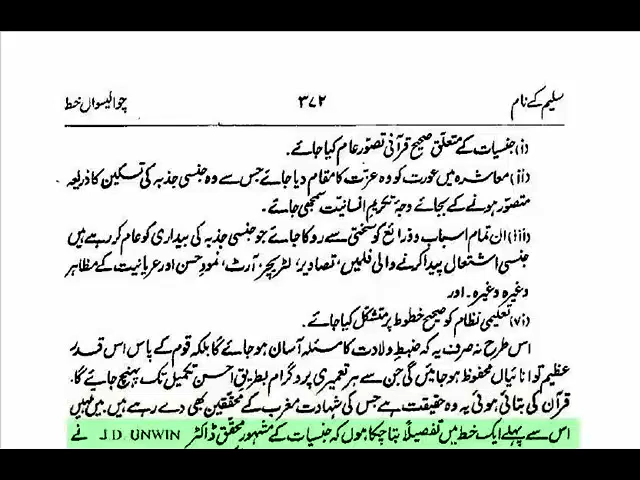 سلیم کے نام ۳۷۲ چوالیسواں خط
(i) جنسیات کے متعلق صحیح قرآنی تصوّر عام کیا جائے۔
(ii) معاشرہ میں عورت کو وہ عزت کا مقام دیا جائے جس سے وہ جنسی جذبہ کی تسکین کا ذریعہ
متصوّر ہونے کے بجائے وجۂ تکریمِ انسانیت سمجھی جائے۔
(iii) ان تمام اسباب و ذرائع کو سختی سے روکا جائے جو جنسی جذبہ کی بیداری کو عام کر رہے ہیں
جنسی اشتعال پیدا کرنے والی فلمیں، تصاویر، لٹریچر، آرٹ، نمودِ حسن اور عریانیت کے مظاہر
وغیرہ وغیرہ۔ اور
(iv) تعلیمی نظام کو صحیح خطوط پر متشکل کیا جائے۔
اس طرح نہ صرف یہ کہ ضبطِ ولادت کا مسئلہ آسان ہو جائے گا بلکہ قوم کے پاس اس قدر
عظیم توانائیاں محفوظ ہو جائیں گی جن سے ہر تعمیری پروگرام بطریقِ احسن تکمیل تک پہنچ جائے گا۔
قرآن کی بتائی ہوئی یہ وہ حقیقت ہے جس کی شہادت مغرب کے محققین بھی دے رہے ہیں۔ میں تمہیں
اس سے پہلے ایک خط میں تفصیلاً بتا چکا ہوں کہ جنسیات کے مشہور محقق ڈاکٹر J.D. UNWIN نے